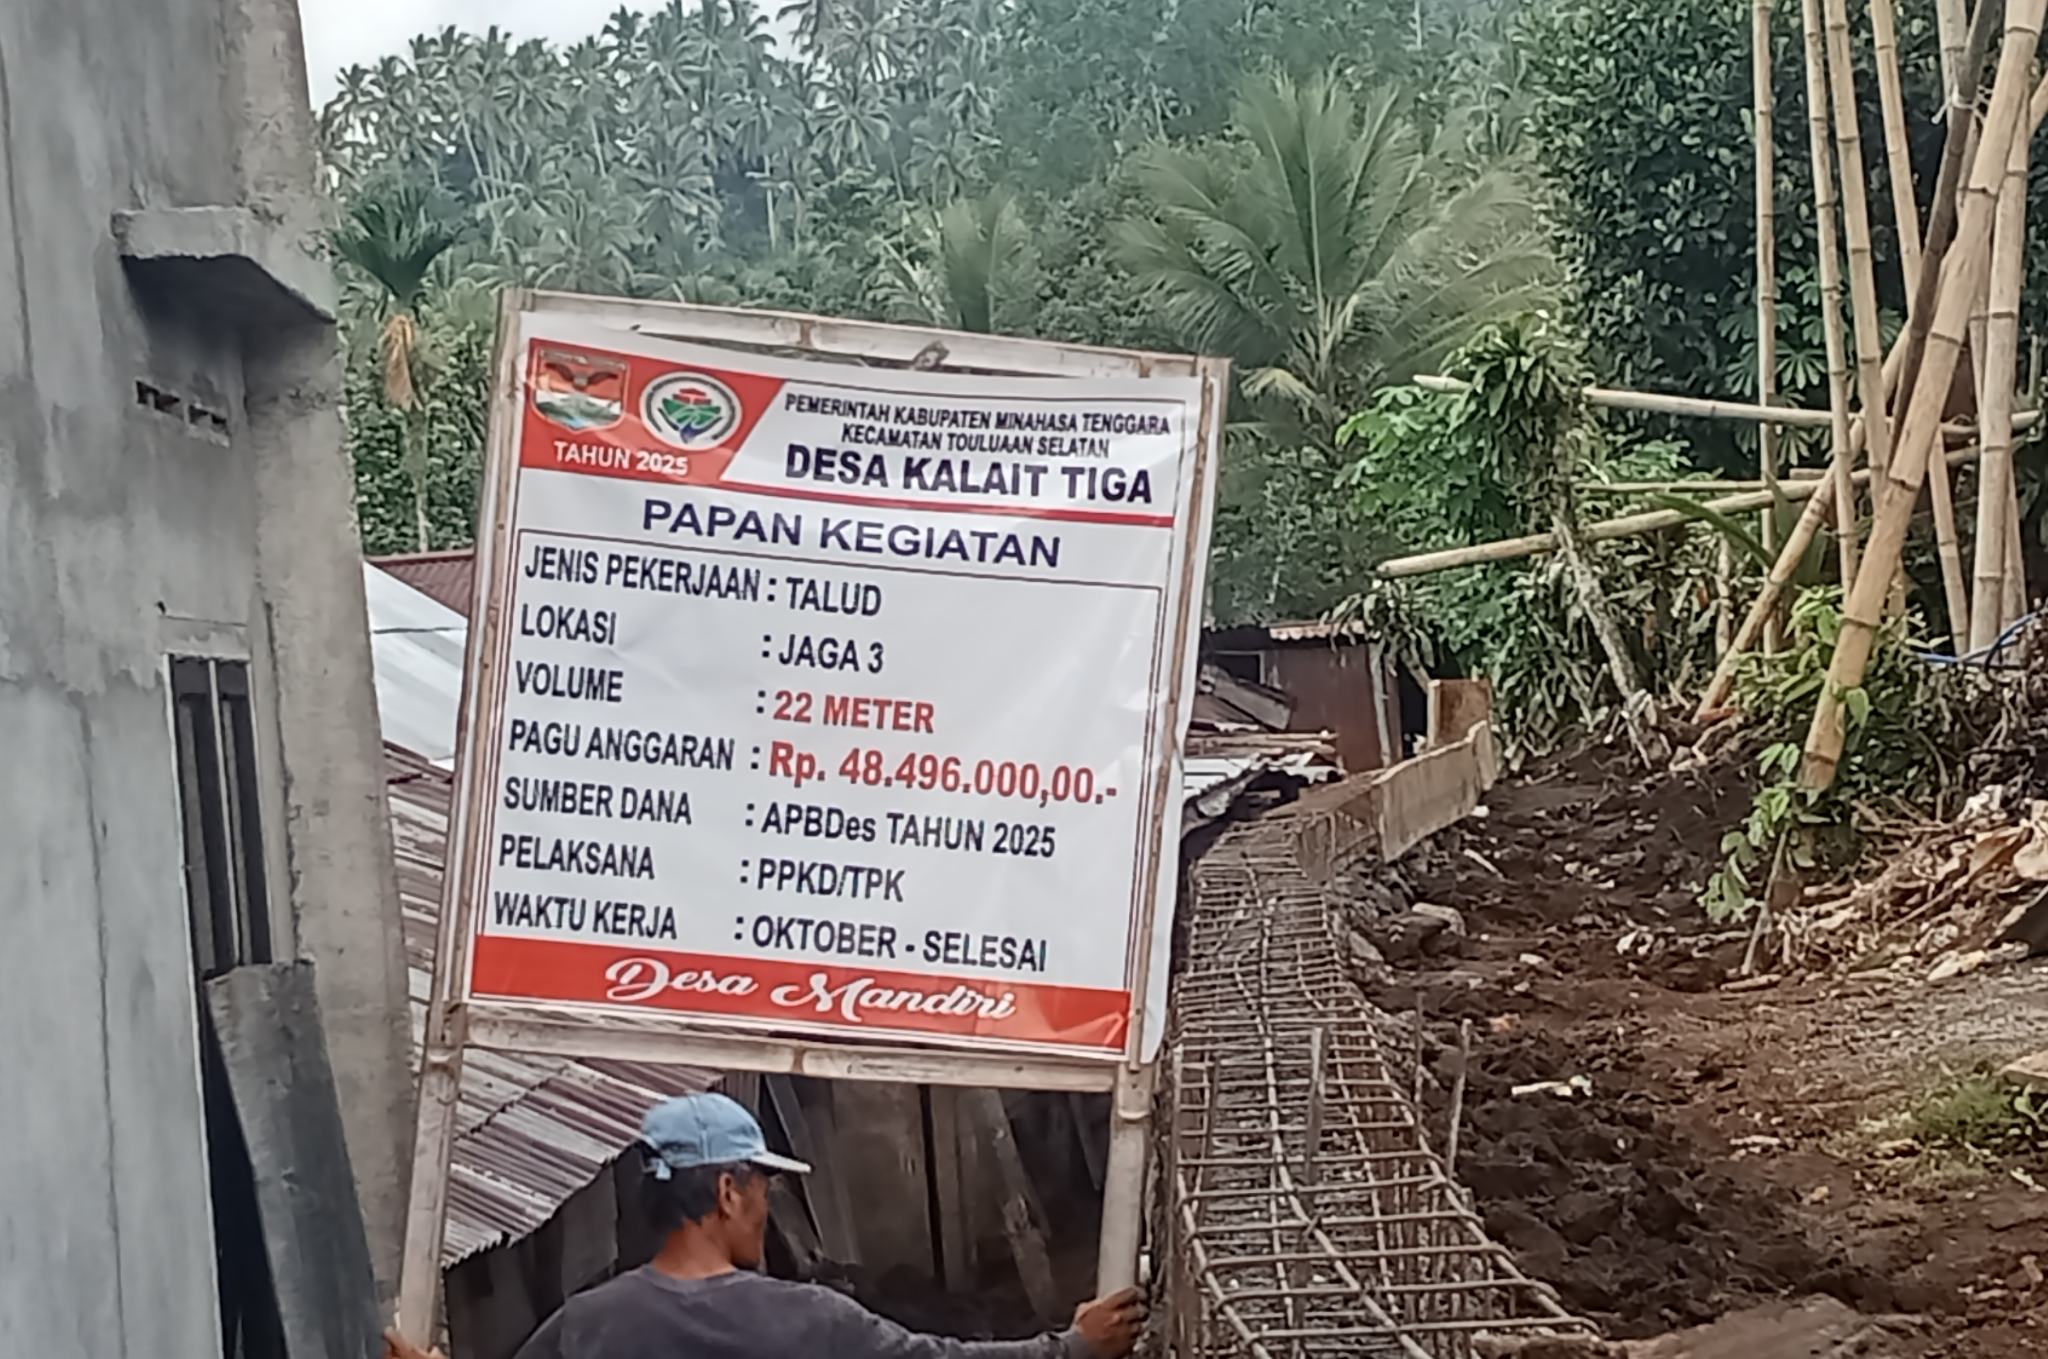 TAHUN 2025
PEMERINTAH KABUPATEN MINAHASA TENGGARA
KECAMATAN TOULUAAN SELATAN
DESA KALAIT TIGA
PAPAN KEGIATAN
JENIS PEKERJAAN : TALUD
LOKASI : JAGA 3
VOLUME : 22 METER
PAGU ANGGARAN : Rp. 48.496.000,00.-
SUMBER DANA : APBDes TAHUN 2025
PELAKSANA : PPKD/TPK
WAKTU KERJA : OKTOBER - SELESAI
Desa Mandiri